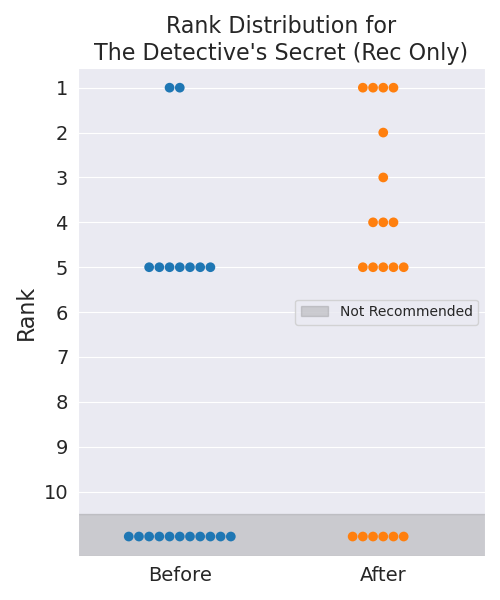 Rank Distribution for
The Detective's Secret (Rec Only)
Rank
1
2
3
4
5
6
7
8
9
10
Not Recommended
Before
After